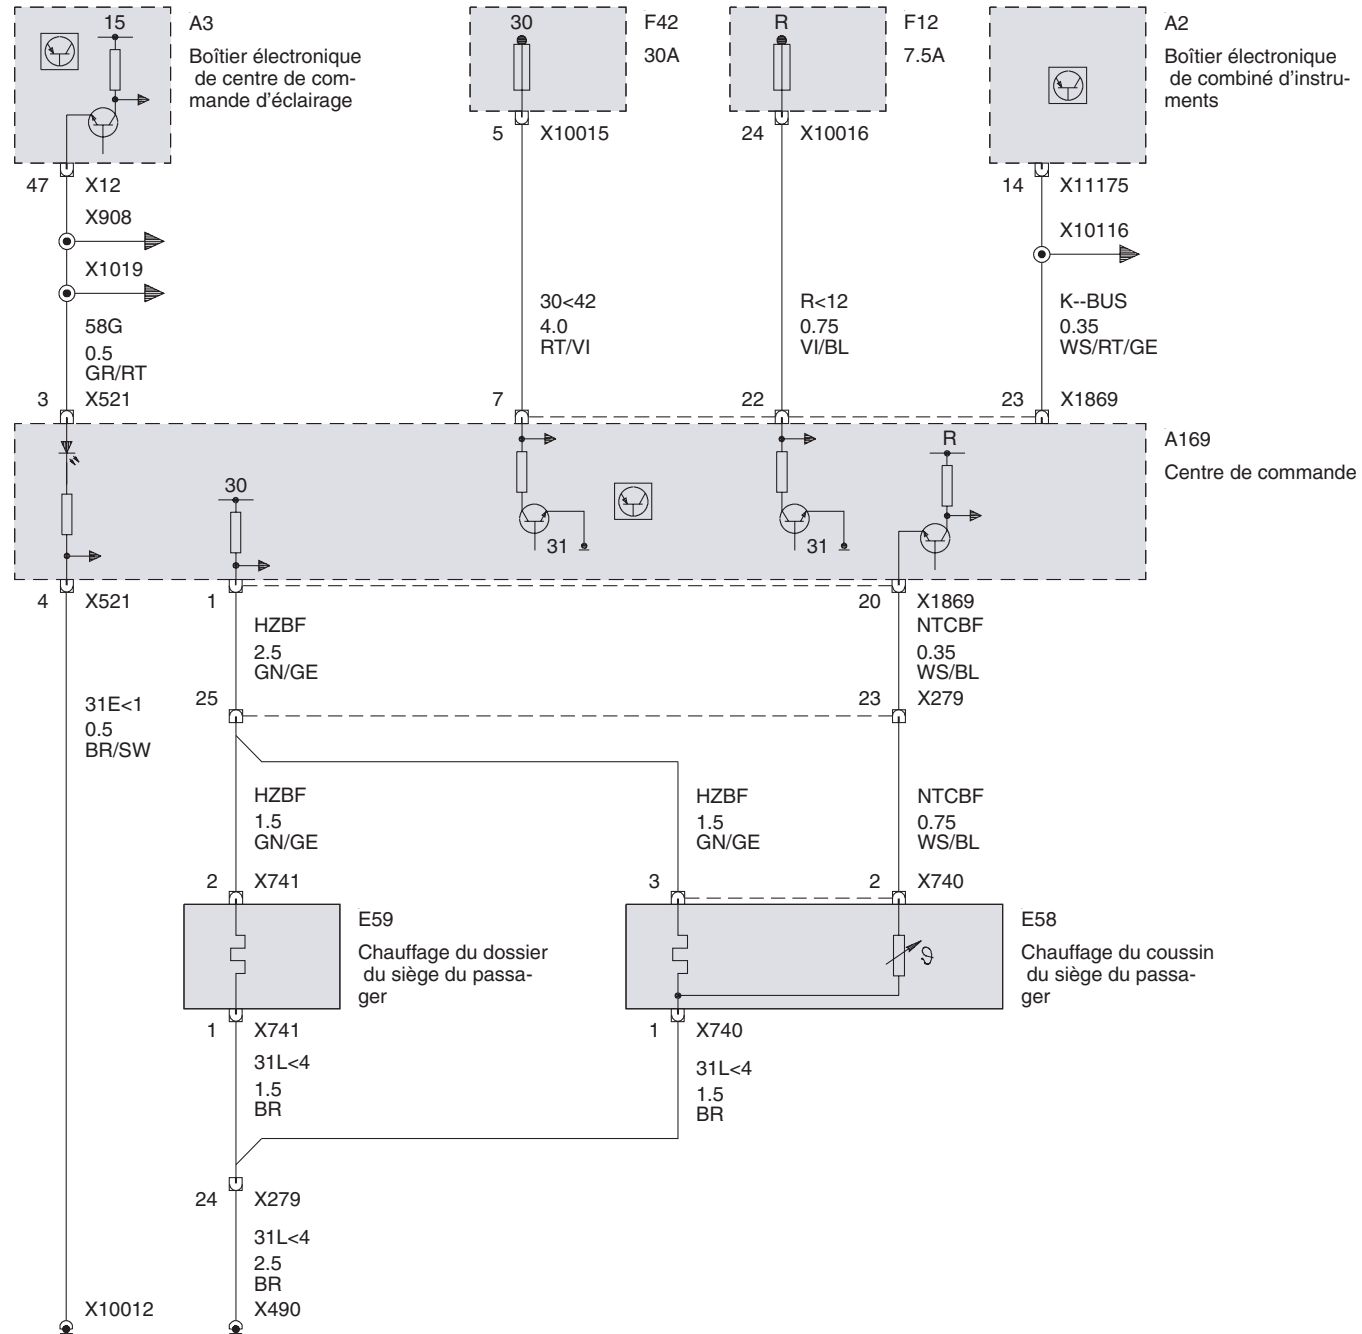 15
A3
Boîtier électronique
de centre de com-
mande d'éclairage
30
F42
30A
R
F12
7.5A
A2
Boîtier électronique
de combiné d'instru-
ments
47
X12
5
X10015
24
X10016
14
X11175
X908
X1019
X10116
58G
0.5
GR/RT
30<42
4.0
RT/VI
R<12
0.75
VI/BL
K--BUS
0.35
WS/RT/GE
3
X521
7
22
23
X1869
A169
Centre de commande
30
31
31
R
4
X521
1
20
X1869
HZBF
2.5
GN/GE
NTCBF
0.35
WS/BL
31E<1
0.5
BR/SW
25
23
X279
HZBF
1.5
GN/GE
HZBF
1.5
GN/GE
NTCBF
0.75
WS/BL
2
X741
3
2
X740
E59
Chauffage du dossier
du siège du passa-
ger
E58
Chauffage du coussin
du siège du passa-
ger
1
X741
1
X740
31L<4
1.5
BR
31L<4
1.5
BR
24
X279
31L<4
2.5
BR
X10012
X490